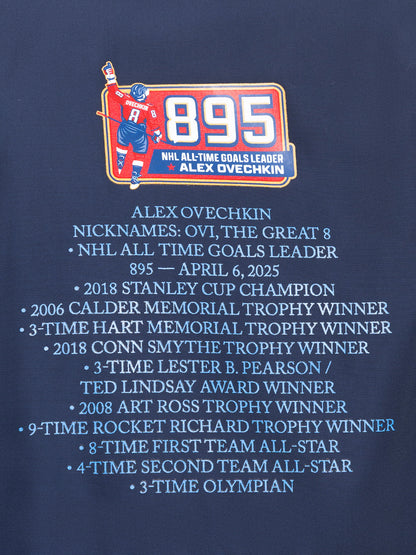 OVECHKIN
8
8
895
NHL ALL-TIME GOALS LEADER
★ ALEX OVECHKIN
ALEX OVECHKIN
NICKNAMES: OVI, THE GREAT 8
• NHL ALL TIME GOALS LEADER
895 — APRIL 6, 2025
• 2018 STANLEY CUP CHAMPION
• 2006 CALDER MEMORIAL TROPHY WINNER
• 3-TIME HART MEMORIAL TROPHY WINNER
• 2018 CONN SMYTHE TROPHY WINNER
• 3-TIME LESTER B. PEARSON /
TED LINDSAY AWARD WINNER
• 2008 ART ROSS TROPHY WINNER
• 9-TIME ROCKET RICHARD TROPHY WINNER
• 8-TIME FIRST TEAM ALL-STAR
• 4-TIME SECOND TEAM ALL-STAR
• 3-TIME OLYMPIAN